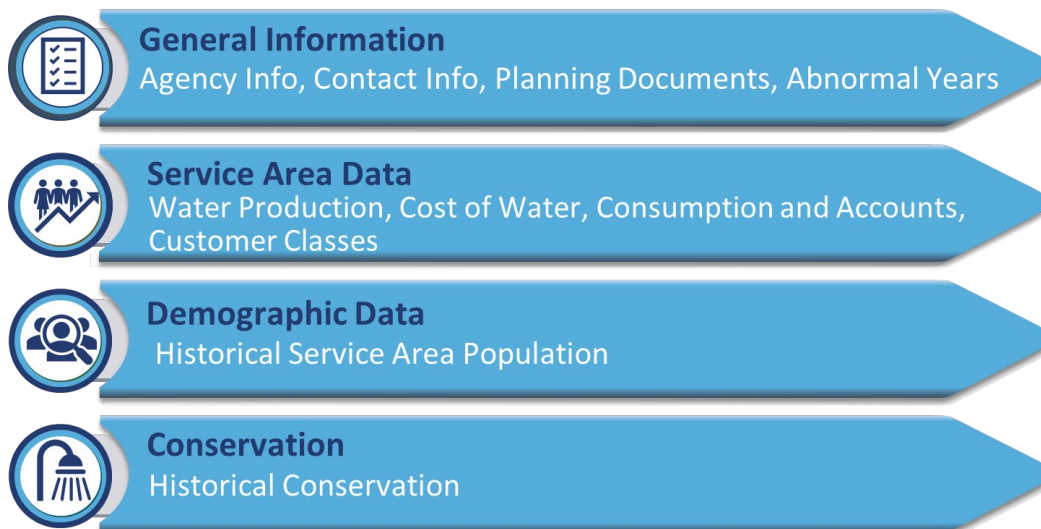 General Information
Agency Info, Contact Info, Planning Documents, Abnormal Years
Service Area Data
Water Production, Cost of Water, Consumption and Accounts,
Customer Classes
Demographic Data
Historical Service Area Population
Conservation
Historical Conservation